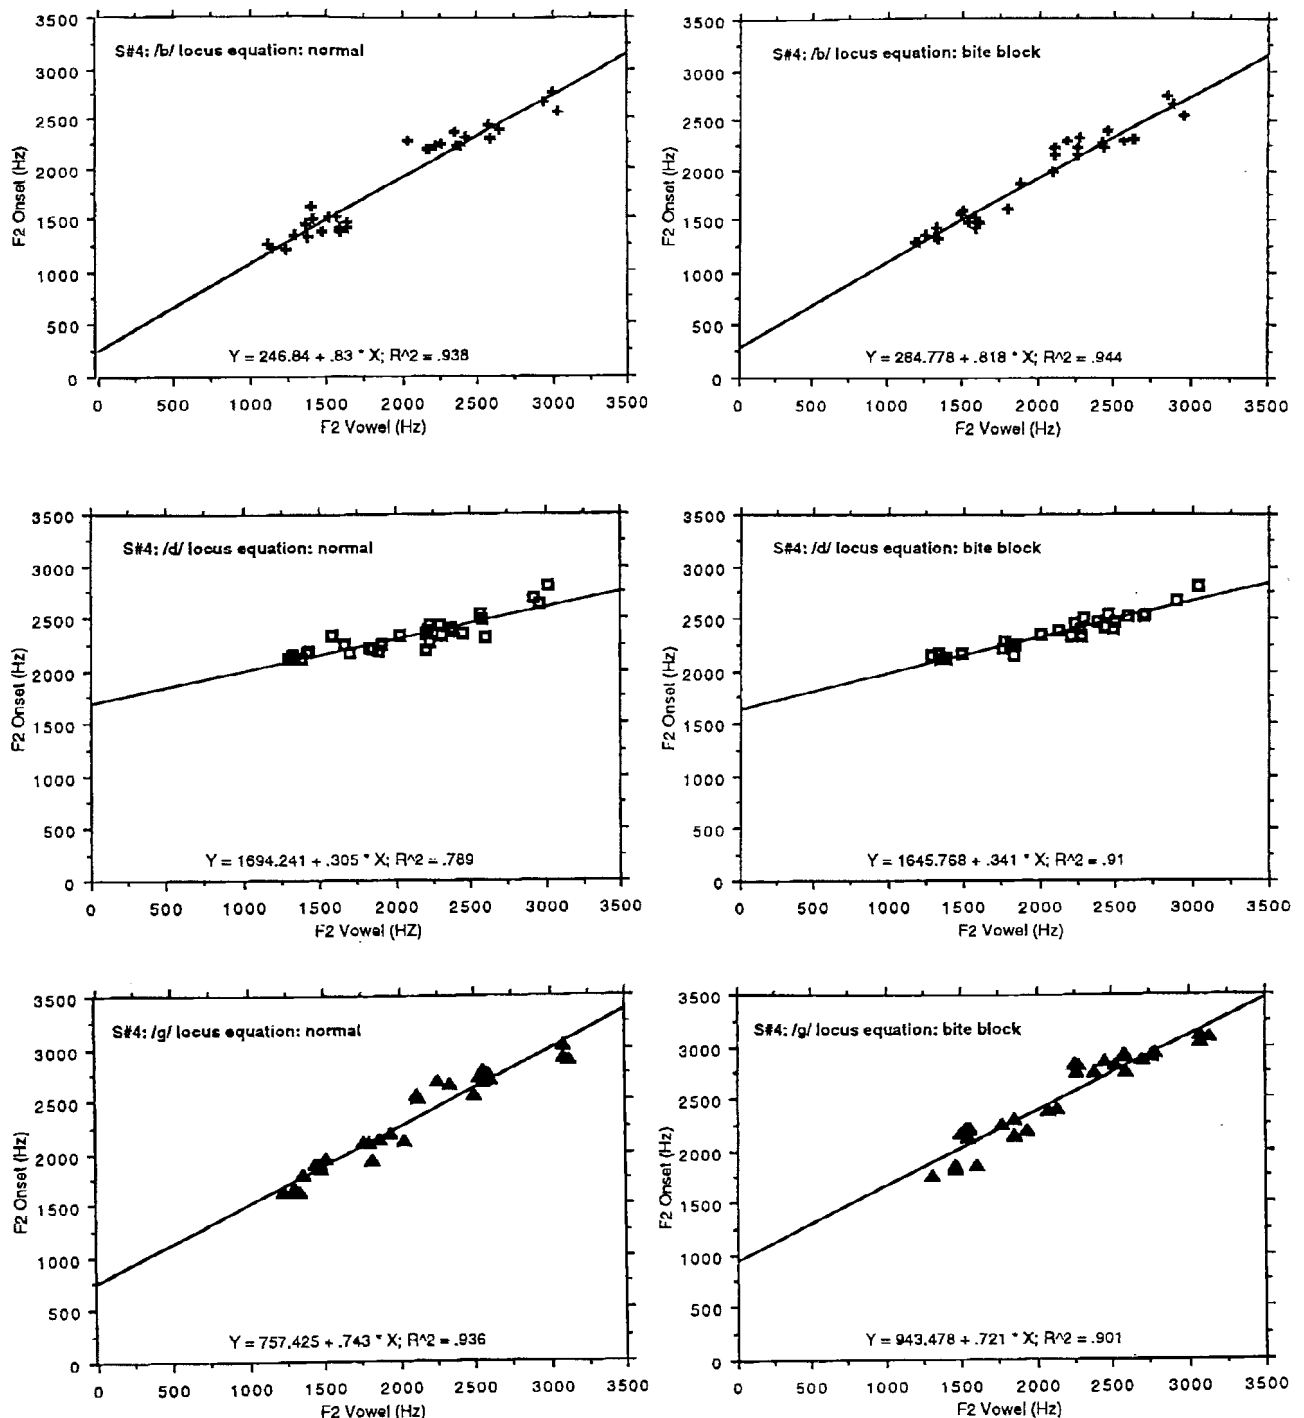 S#4: /b/ locus equation: normal
3500
3000
2500
2000
1500
1000
500
0
F2 Onset (Hz)
Y = 246.84 + .83 * X; R^2 = .938
0 500 1000 1500 2000 2500 3000 3500
F2 Vowel (Hz)
S#4: /b/ locus equation: bite block
3500
3000
2500
2000
1500
1000
500
0
F2 Onset (Hz)
Y = 284.778 + .818 * X; R^2 = .944
0 500 1000 1500 2000 2500 3000 3500
F2 Vowel (Hz)
S#4: /d/ locus equation: normal
3500
3000
2500
2000
1500
1000
500
0
F2 Onset (Hz)
Y = 1694.241 + .305 * X; R^2 = .789
0 500 1000 1500 2000 2500 3000 3500
F2 Vowel (HZ)
S#4: /d/ locus equation: bite block
3500
3000
2500
2000
1500
1000
500
0
F2 Onset (Hz)
Y = 1645.768 + .341 * X; R^2 = .91
0 500 1000 1500 2000 2500 3000 3500
F2 Vowel (Hz)
S#4: /g/ locus equation: normal
3500
3000
2500
2000
1500
1000
500
0
F2 Onset (Hz)
Y = 757.425 + .743 * X; R^2 = .936
0 500 1000 1500 2000 2500 3000 3500
F2 Vowel (Hz)
S#4: /g/ locus equation: bite block
3500
3000
2500
2000
1500
1000
500
0
F2 Onset (Hz)
Y = 943.478 + .721 * X; R^2 = .901
0 500 1000 1500 2000 2500 3000 3500
F2 Vowel (Hz)